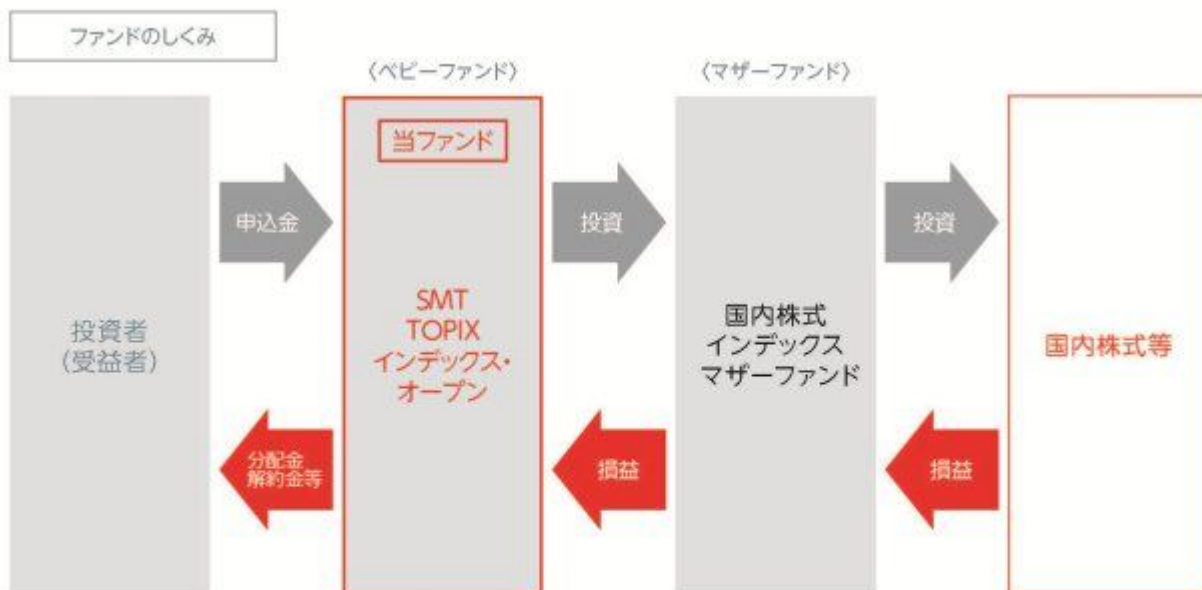 ファンドのしくみ
〈ベビーファンド〉
〈マザーファンド〉
当ファンド
申込金
投資
投資
投資者
(受益者)
SMT
TOPIX
インデックス・
オープン
国内株式
インデックス
マザーファンド
国内株式等
分配金
解約金等
損益
損益